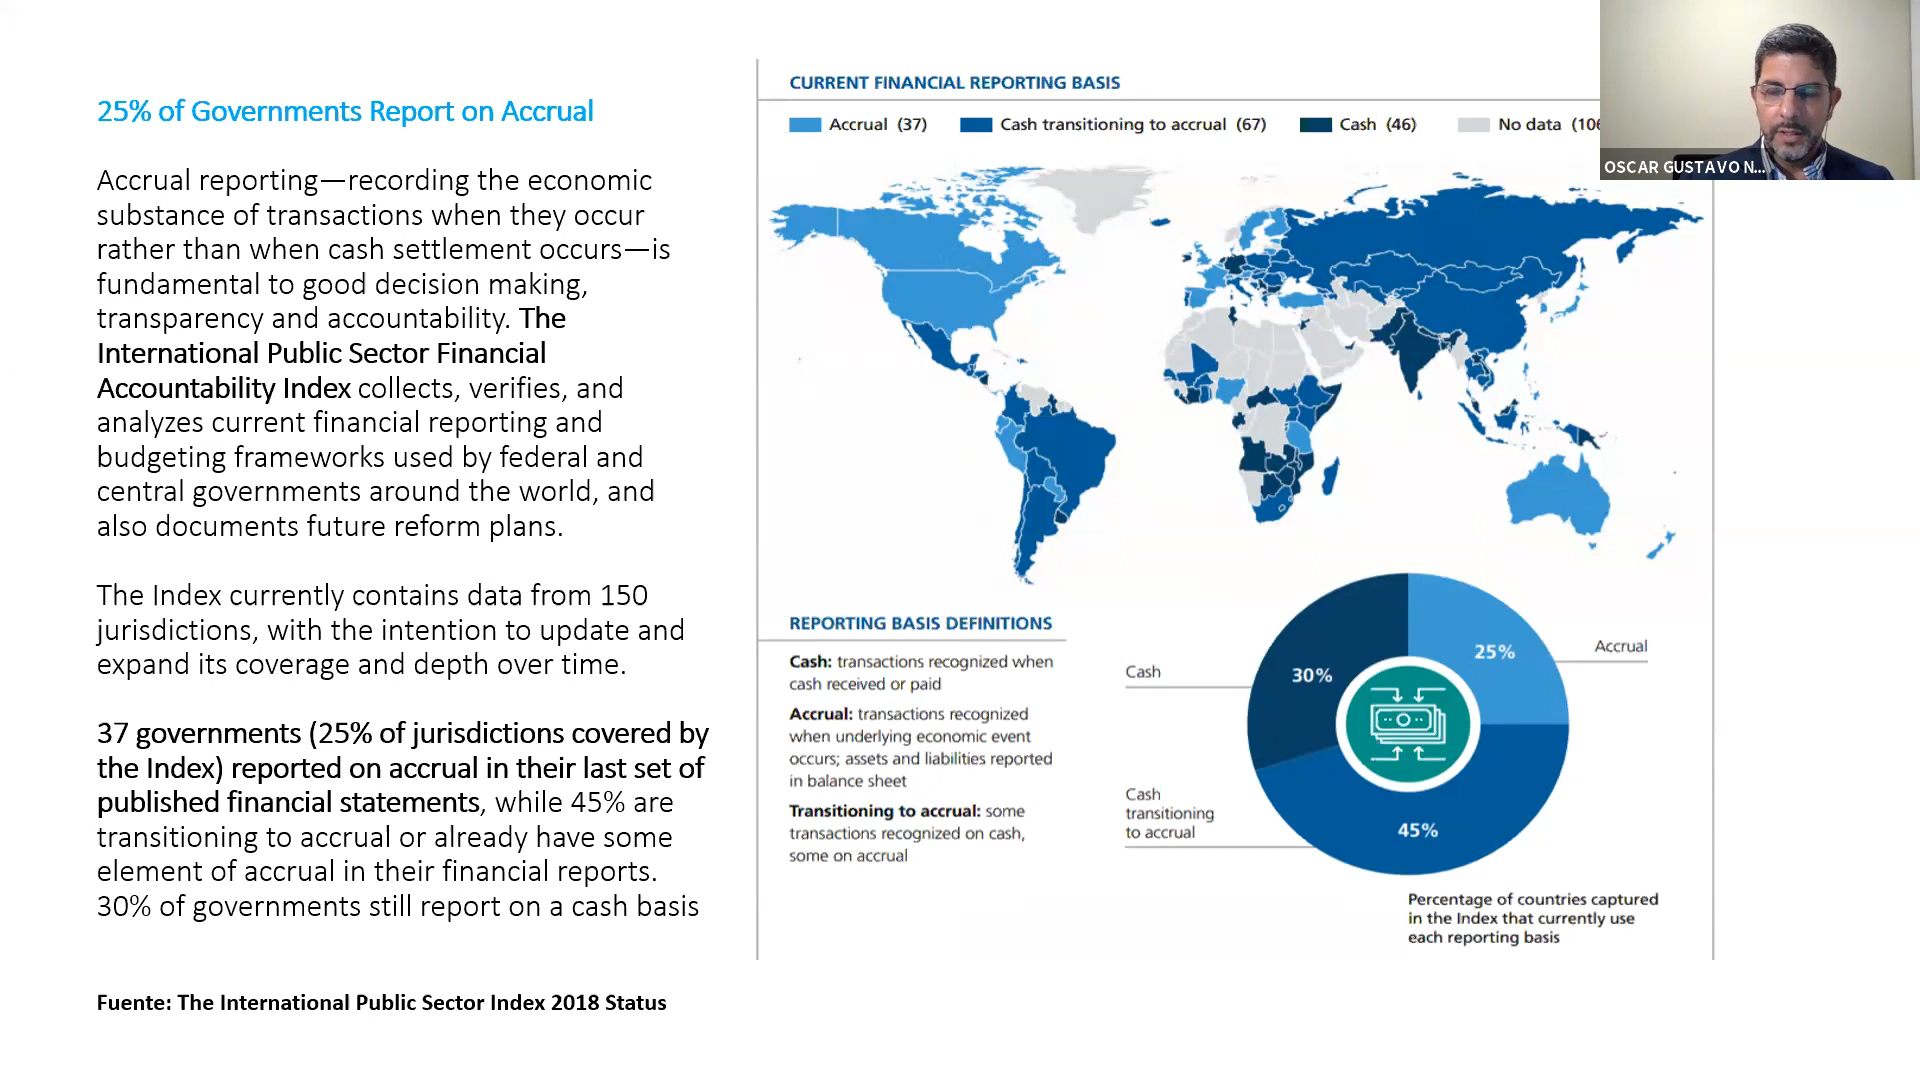 25% of Governments Report on Accrual
Accrual reporting—recording the economic
substance of transactions when they occur
rather than when cash settlement occurs—is
fundamental to good decision making,
transparency and accountability. The
International Public Sector Financial
Accountability Index collects, verifies, and
analyzes current financial reporting and
budgeting frameworks used by federal and
central governments around the world, and
also documents future reform plans.
The Index currently contains data from 150
jurisdictions, with the intention to update and
expand its coverage and depth over time.
37 governments (25% of jurisdictions covered by
the Index) reported on accrual in their last set of
published financial statements, while 45% are
transitioning to accrual or already have some
element of accrual in their financial reports.
30% of governments still report on a cash basis
Fuente: The International Public Sector Index 2018 Status
CURRENT FINANCIAL REPORTING BASIS
Accrual (37) Cash transitioning to accrual (67) Cash (46) No data
OSCAR GUSTAVO N...
REPORTING BASIS DEFINITIONS
Cash: transactions recognized when
cash received or paid
Accrual: transactions recognized
when underlying economic event
occurs; assets and liabilities reported
in balance sheet
Transitioning to accrual: some
transactions recognized on cash,
some on accrual
Cash
30%
25%
Accrual
Cash
transitioning
to accrual
45%
Percentage of countries captured
in the Index that currently use
each reporting basis